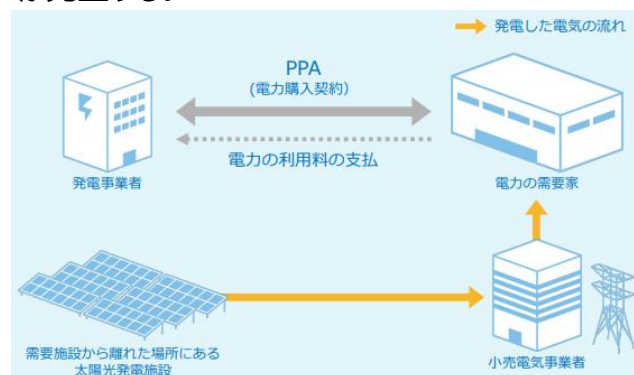 発電した電気の流れ
PPA
(電力購入契約)
電力の利用料の支払
発電事業者
電力の需要家
需要施設から離れた場所にある
太陽光発電施設
小売電気事業者